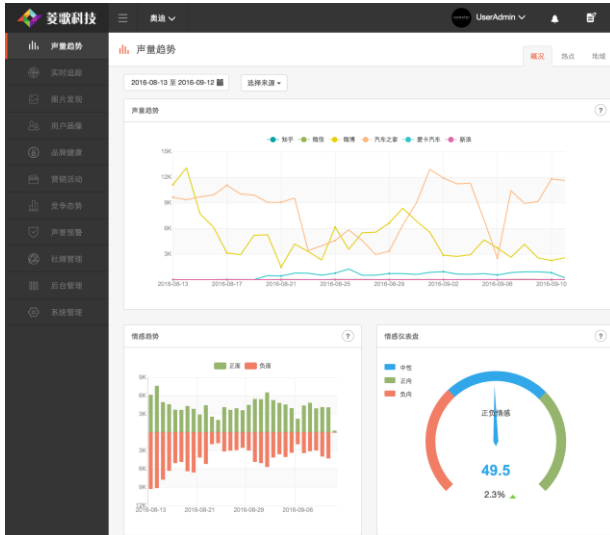 菱歌科技
奥迪
UserAdmin
声量趋势
实时追踪
图片发现
用户画像
品牌健康
营销活动
竞争态势
声誉预警
社媒管理
后台管理
系统管理
声量趋势
概况 热点 地域
2016-08-13 至 2016-09-12
选择来源
声量趋势
?
知乎 微信 微博 汽车之家 爱卡汽车 新浪
15K
12K
9K
6K
3K
2016-08-13 2016-08-17 2016-08-21 2016-08-25 2016-08-29 2016-09-02 2016-09-06 2016-09-10
情感趋势
?
正面 负面
9K
6K
3K
3K
6K
9K
12K
2016-08-13 2016-08-21 2016-08-29 2016-09-06
情感仪表盘
?
中性
正向
负向
正负情感
49.5
2.3%